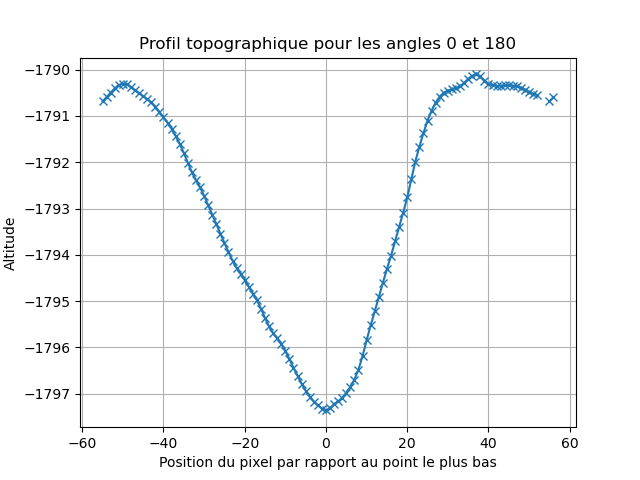 Profil topographique pour les angles 0 et 180
Altitude
−1790
−1791
−1792
−1793
−1794
−1795
−1796
−1797
−60 −40 −20 0 20 40 60
Position du pixel par rapport au point le plus bas